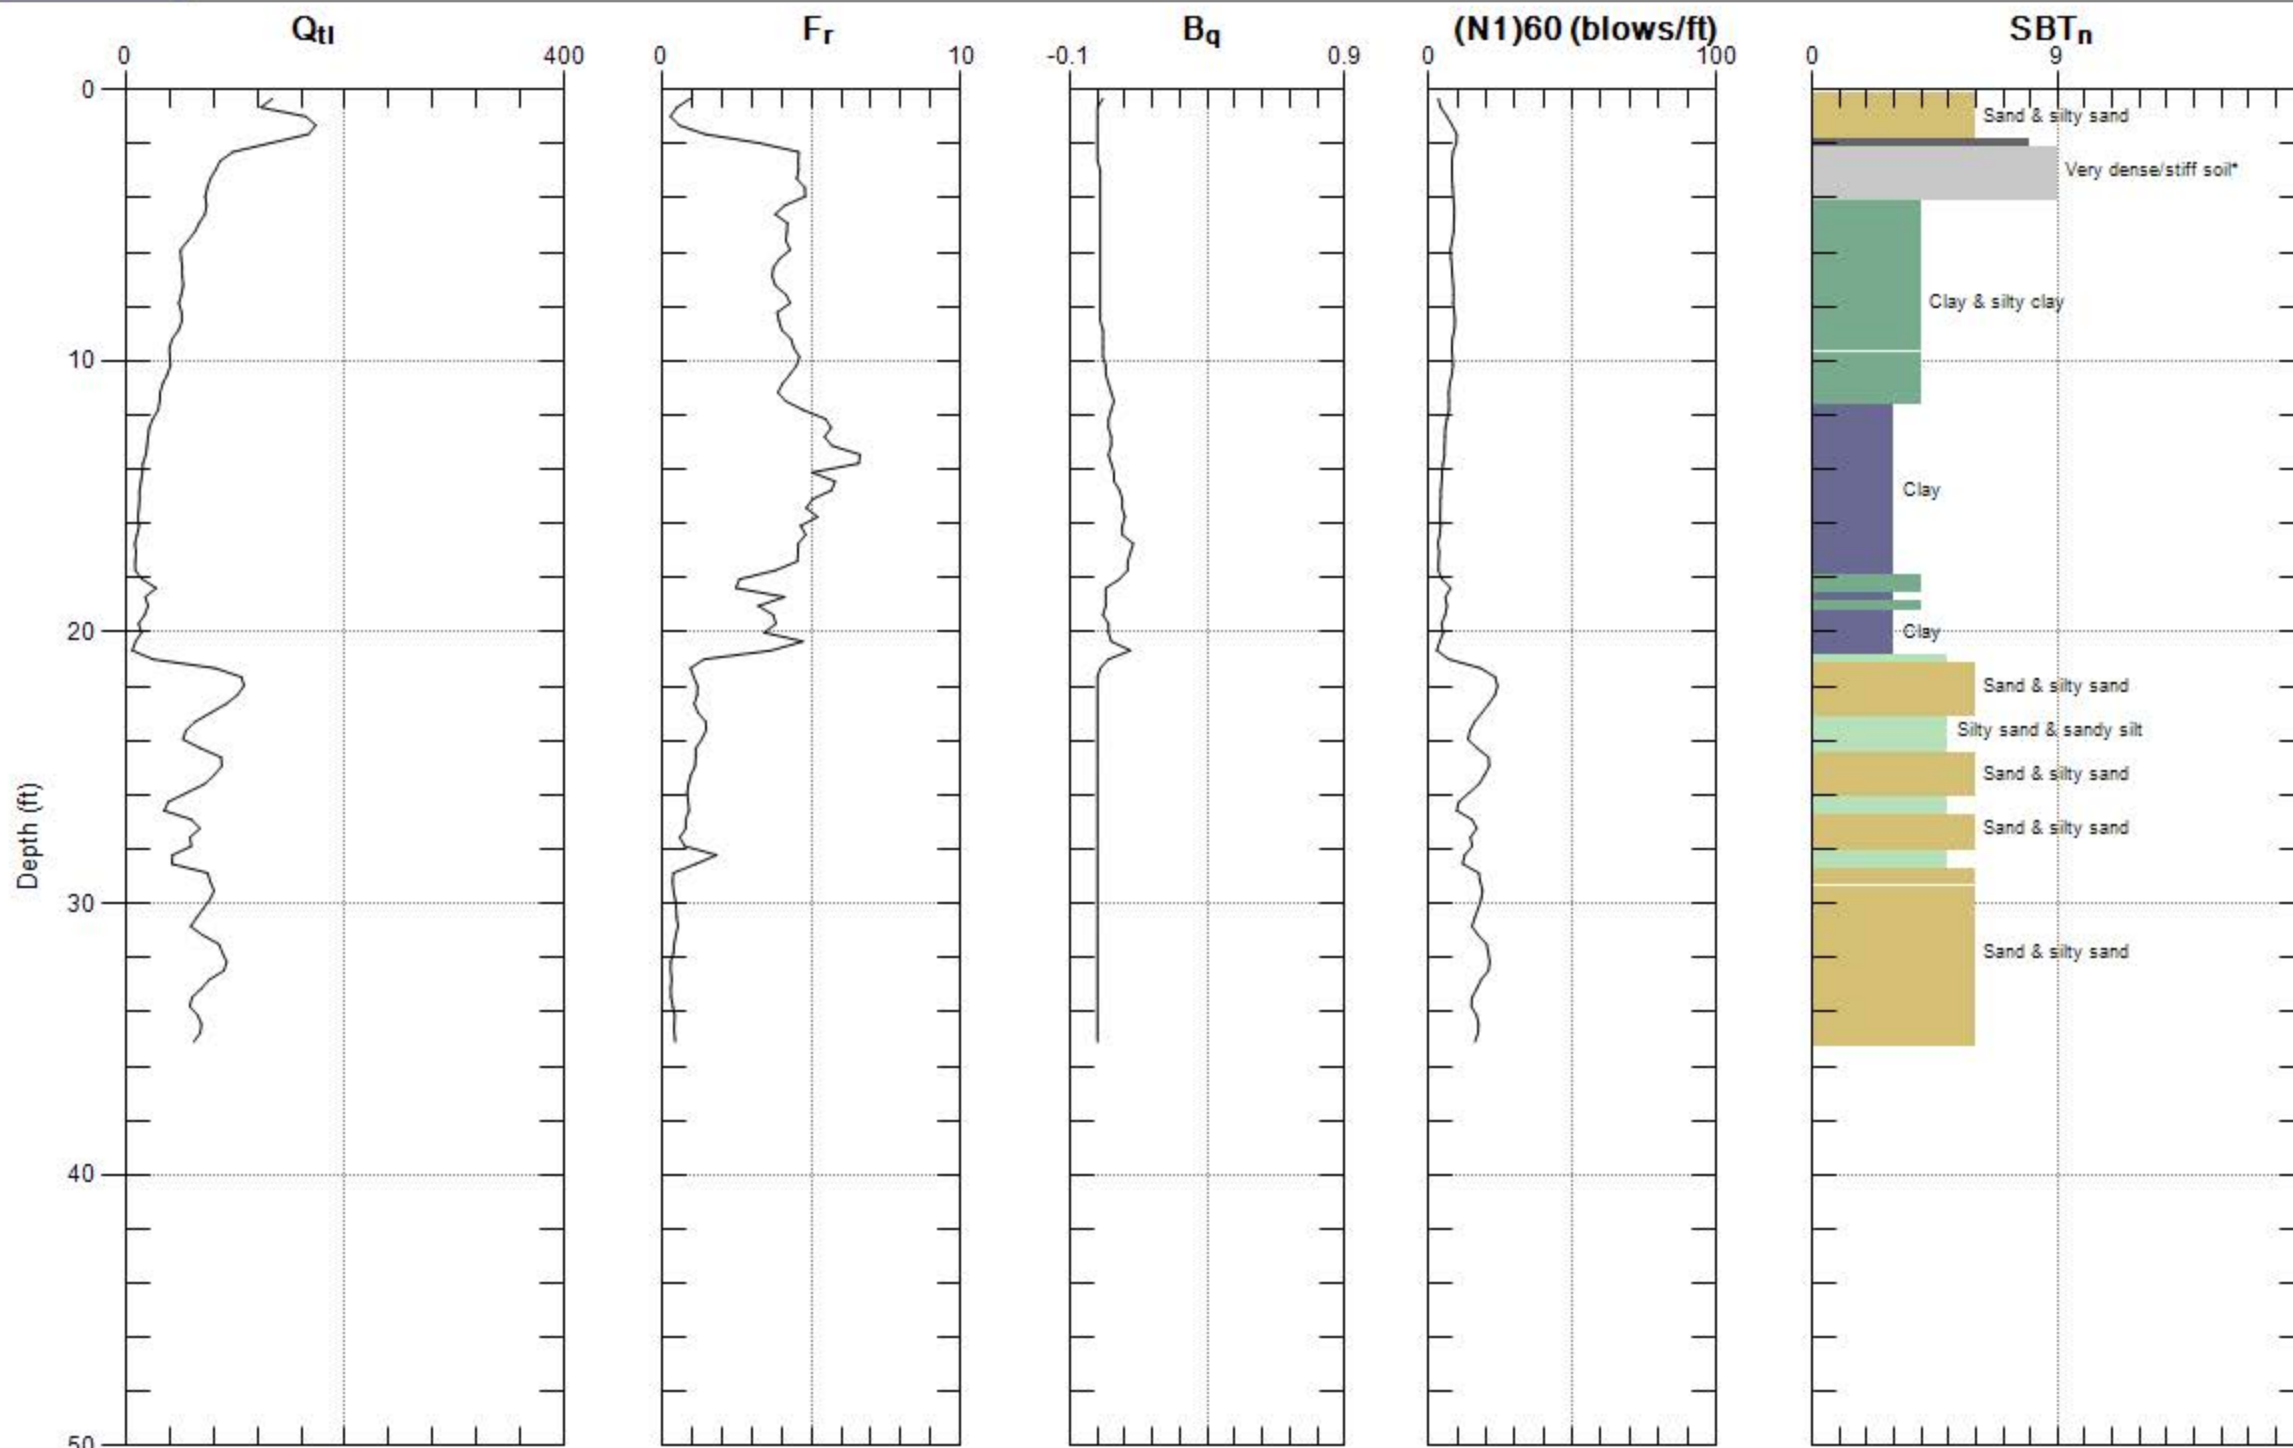 Qtl
Fr
Bq
(N1)60 (blows/ft)
SBTn
0 400
0 10
-0.1 0.9
0 100
0 9
0
Sand & silty sand
Very dense/stiff soil*
Clay & silty clay
10
Clay
20
Clay
Sand & silty sand
Silty sand & sandy silt
Sand & silty sand
Sand & silty sand
Depth (ft)
30
Sand & silty sand
40
50